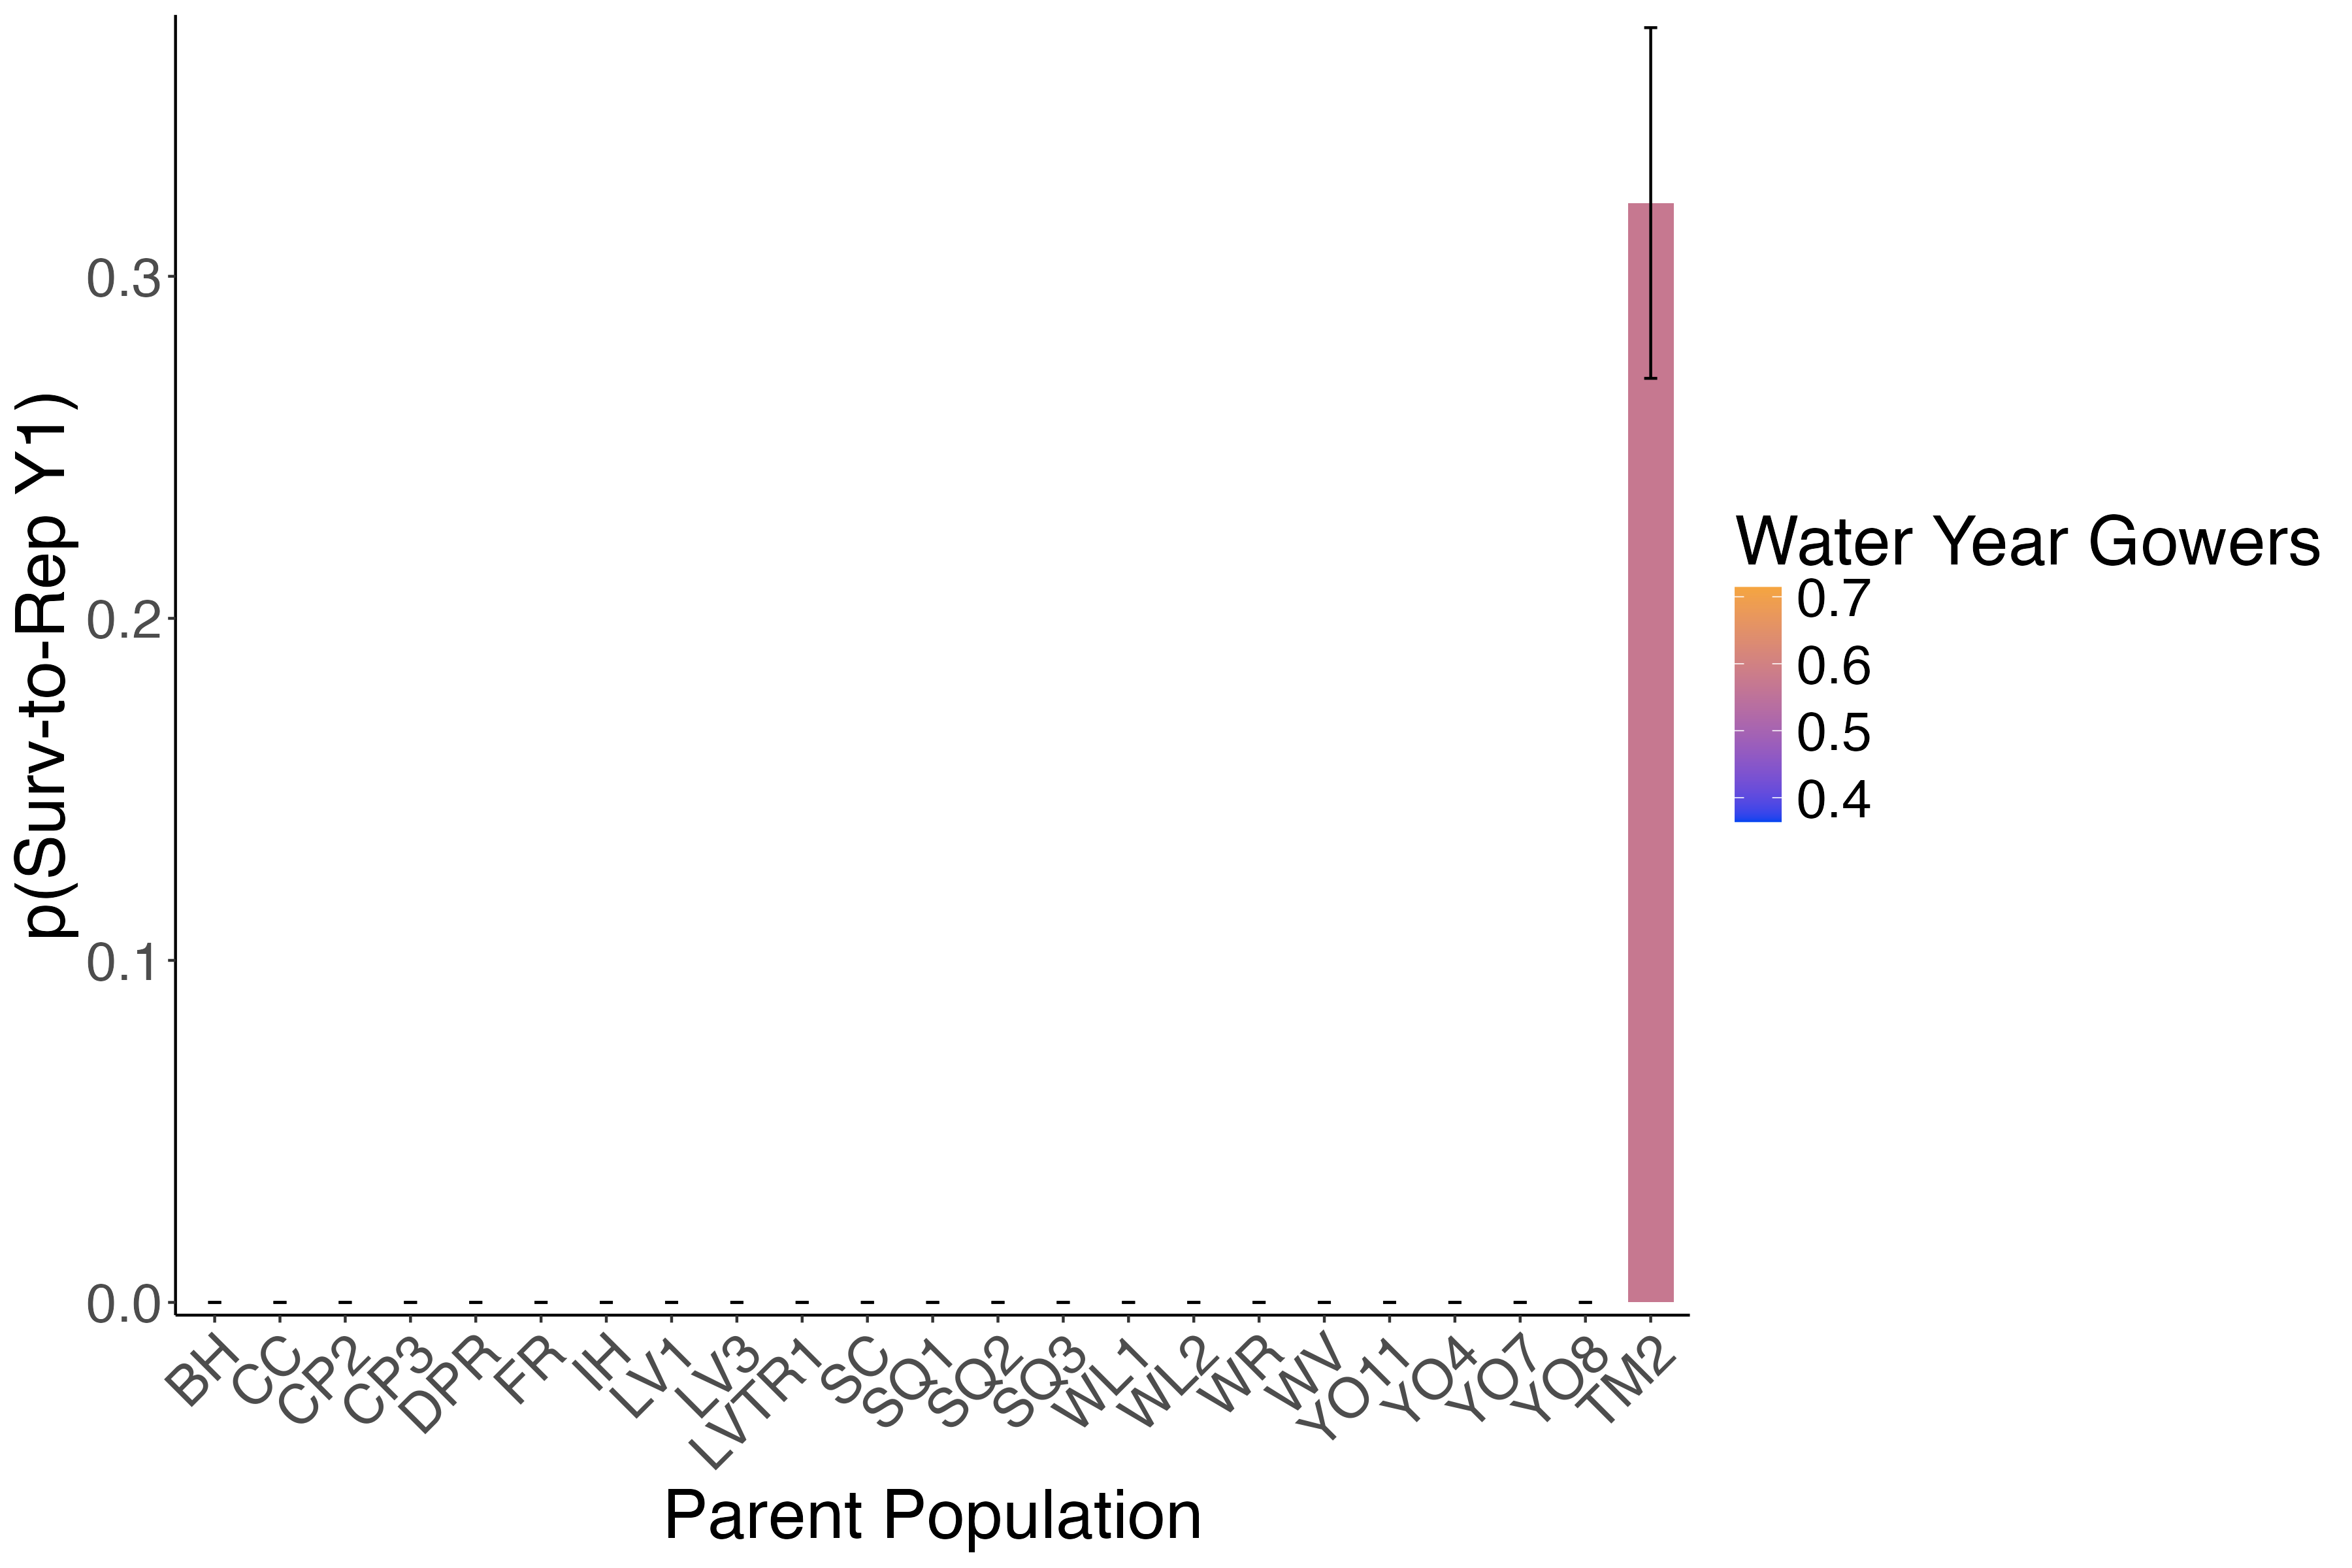 p(Surv-to-Rep Y1)
0.3
0.2
0.1
0.0
BH
CC
CP2
CP3
DPR
FR
IH
LV1
LV3
LVTR1
SC
SQ1
SQ2
SQ3
WL1
WL2
WR
WV
YO11
YO4
YO7
YO8
TM2
Parent Population
Water Year Gowers
0.7
0.6
0.5
0.4